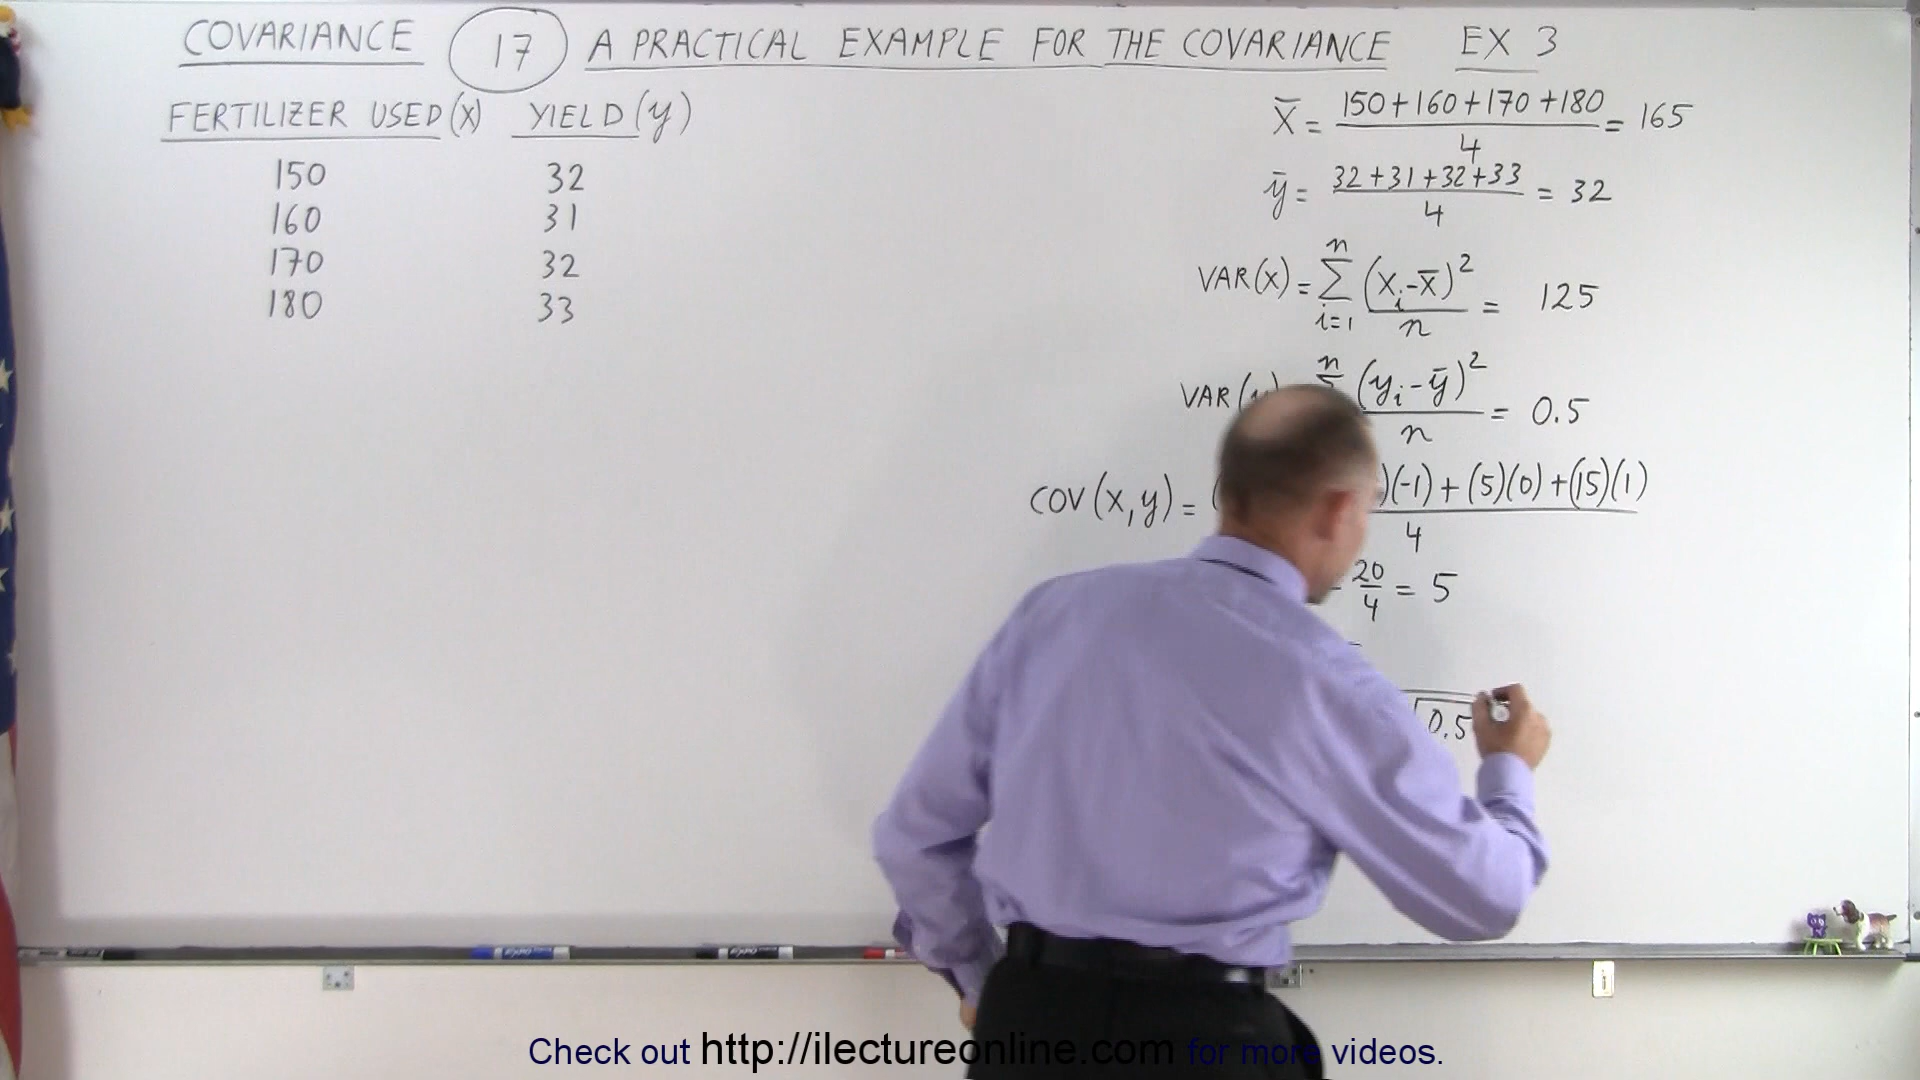 COVARIANCE 17 A PRACTICAL EXAMPLE FOR THE COVARIANCE EX 3
FERTILIZER USED (X) YIELD (y)
150 32
160 31
170 32
180 33
X̄ = 150+160+170+180 / 4 = 165
ȳ = 32+31+32+33 / 4 = 32
VAR(X) = n Σ i=1 (Xi-X̄)² / n = 125
VAR( n (yi-ȳ)² / n = 0.5
COV(X,y) = ( )(-1) + (5)(0) + (15)(1) / 4
20/4 = 5
√0.5
Check out http://ilectureonline.com for more videos.